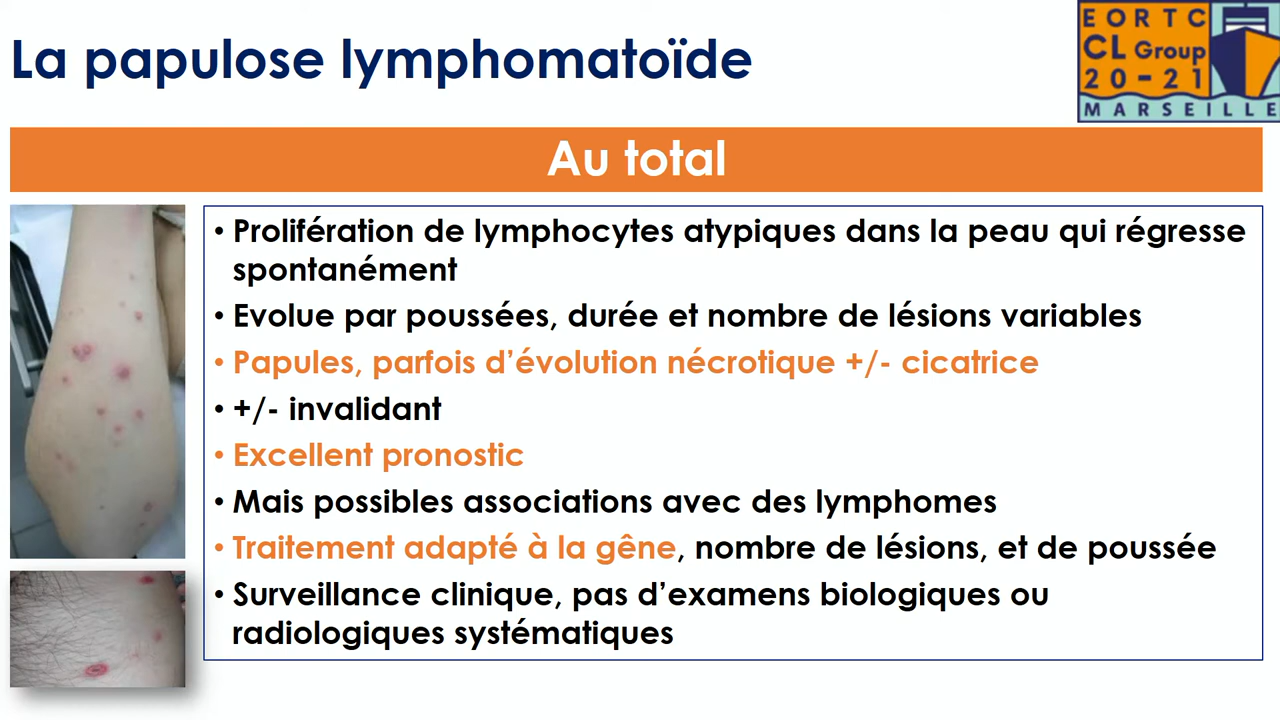 La papulose lymphomatoïde
EORTC
CL Group
20-21
MARSEILLE
Au total
• Prolifération de lymphocytes atypiques dans la peau qui régresse
spontanément
• Evolue par poussées, durée et nombre de lésions variables
• Papules, parfois d’évolution nécrotique +/- cicatrice
• +/- invalidant
• Excellent pronostic
• Mais possibles associations avec des lymphomes
• Traitement adapté à la gêne, nombre de lésions, et de poussée
• Surveillance clinique, pas d’examens biologiques ou
radiologiques systématiques